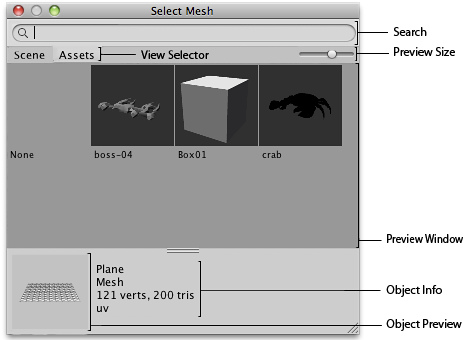 Select Mesh
Search
Scene Assets View Selector
Preview Size
None boss-04 Box01 crab
Preview Window
Plane
Mesh
121 verts, 200 tris
uv
Object Info
Object Preview